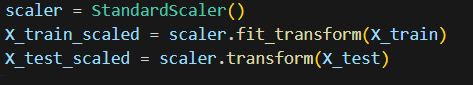 scaler = StandardScaler()
X_train_scaled = scaler.fit_transform(X_train)
X_test_scaled = scaler.transform(X_test)